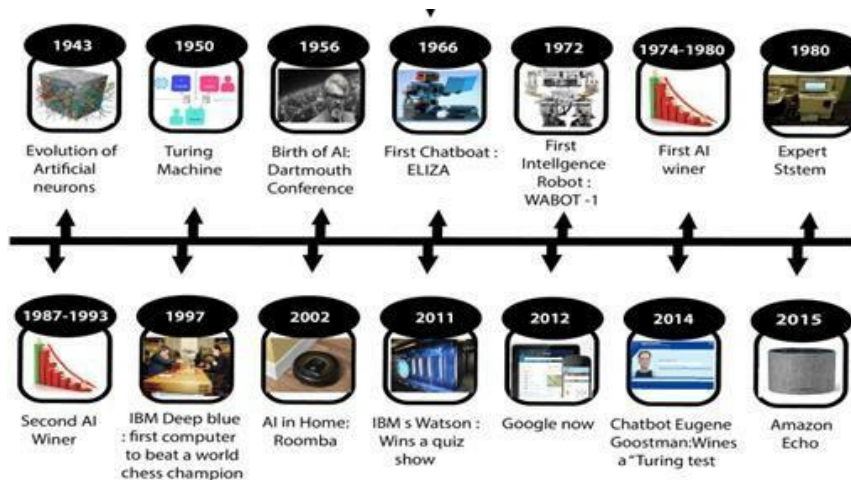 1943
1950
1956
1966
1972
1974-1980
1980
Evolution of
Artificial
neurons
Turing
Machine
Birth of AI:
Dartmouth
Conference
First Chatboat :
ELIZA
First
Intellgence
Robot :
WABOT -1
First AI
winer
Expert
Ststem
1987-1993
1997
2002
2011
2012
2014
2015
Second AI
Winer
IBM Deep blue
: first computer
to beat a world
chess champion
AI in Home:
Roomba
IBM s Watson :
Wins a quiz
show
Google now
Chatbot Eugene
Goostman:Wines
a "Turing test
Amazon
Echo